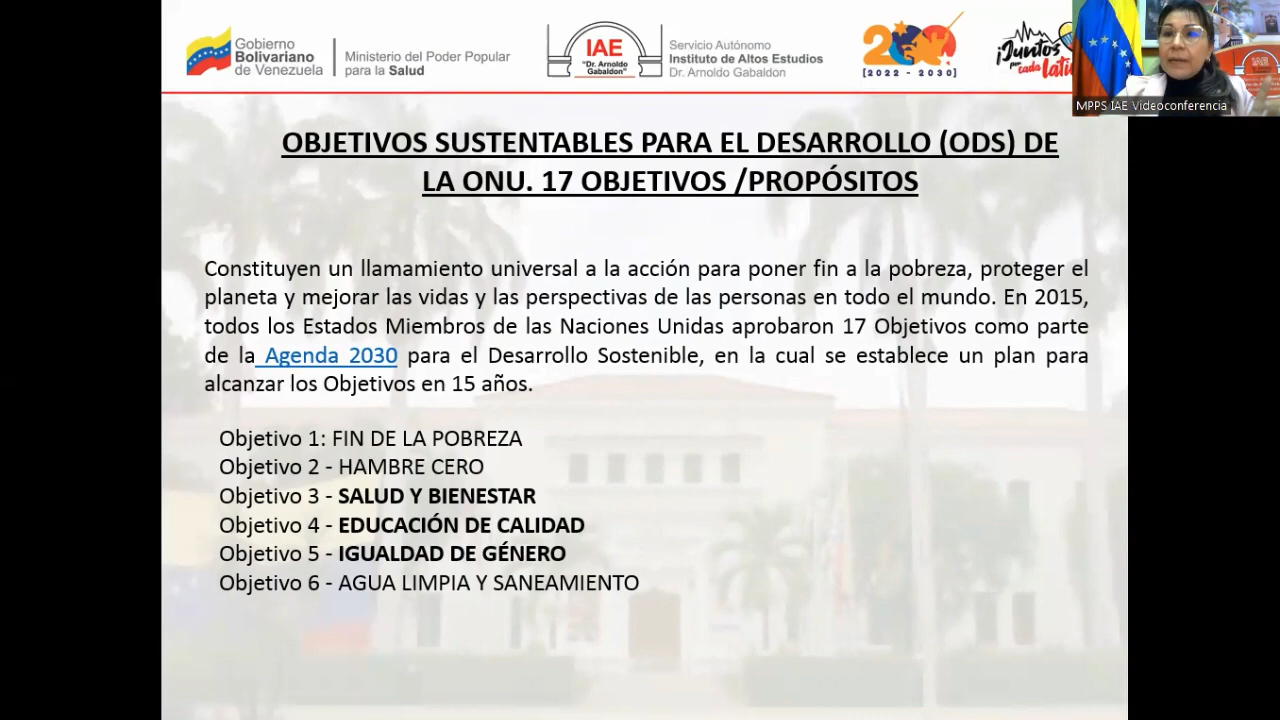 Gobierno
Bolivariano
de Venezuela
Ministerio del Poder Popular
para la Salud
IAE
"Dr. Arnoldo
Gabaldon"
Servicio Autónomo
Instituto de Altos Estudios
Dr. Arnoldo Gabaldon
2030
[2022 - 2030]
¡Juntos
por cada
MPPS IAE Videoconferencia
OBJETIVOS SUSTENTABLES PARA EL DESARROLLO (ODS) DE
LA ONU. 17 OBJETIVOS /PROPÓSITOS
Constituyen un llamamiento universal a la acción para poner fin a la pobreza, proteger el
planeta y mejorar las vidas y las perspectivas de las personas en todo el mundo. En 2015,
todos los Estados Miembros de las Naciones Unidas aprobaron 17 Objetivos como parte
de la Agenda 2030 para el Desarrollo Sostenible, en la cual se establece un plan para
alcanzar los Objetivos en 15 años.
Objetivo 1: FIN DE LA POBREZA
Objetivo 2 - HAMBRE CERO
Objetivo 3 - SALUD Y BIENESTAR
Objetivo 4 - EDUCACIÓN DE CALIDAD
Objetivo 5 - IGUALDAD DE GÉNERO
Objetivo 6 - AGUA LIMPIA Y SANEAMIENTO